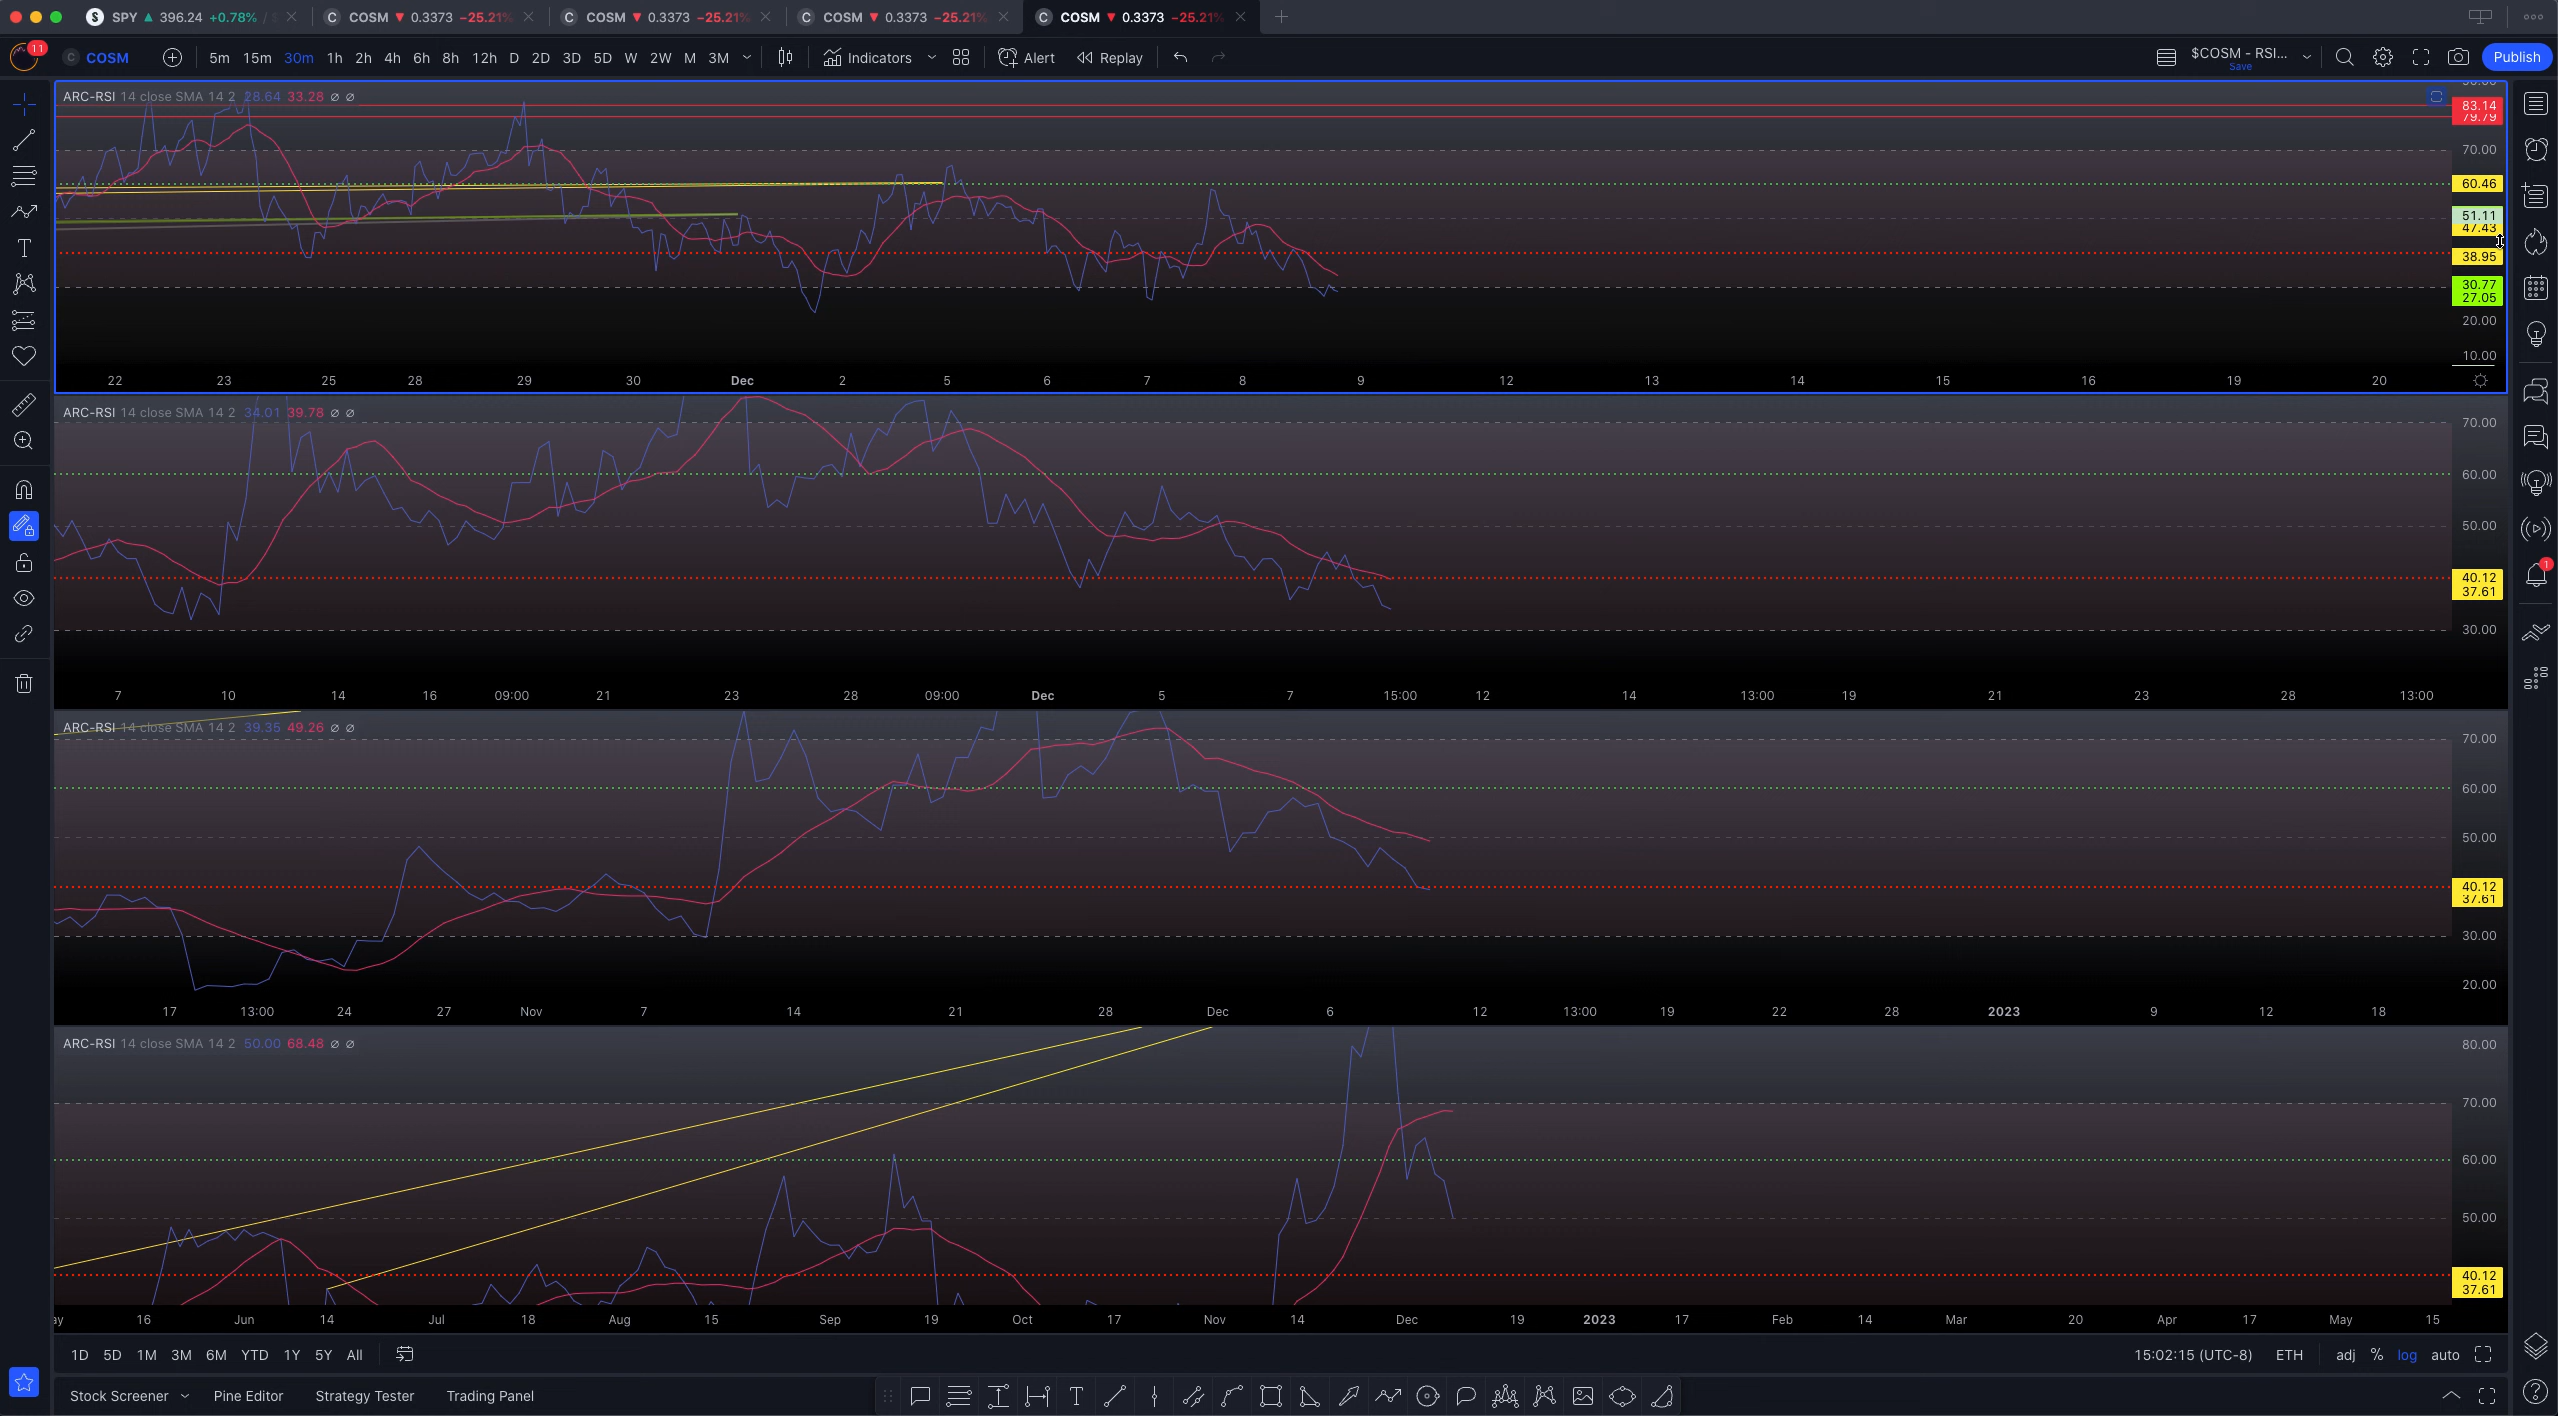 SPY 396.24 +0.78%
COSM 0.3373 −25.21%
COSM 0.3373 −25.21%
COSM 0.3373 −25.21%
COSM 0.3373 −25.21%
11 COSM 5m 15m 30m 1h 2h 4h 6h 8h 12h D 2D 3D 5D W 2W M 3M Indicators Alert Replay $COSM - RSI... Save Publish
ARC-RSI 14 close SMA 14 2 28.64 33.28 ∅ ∅
83.14
79.79
70.00
60.46
51.11
47.43
38.95
30.77
27.05
20.00
10.00
22 23 25 28 29 30 Dec 2 5 6 7 8 9 12 13 14 15 16 19 20
ARC-RSI 14 close SMA 14 2 34.01 39.78 ∅ ∅
70.00
60.00
50.00
40.12
37.61
30.00
7 10 14 16 09:00 21 23 28 09:00 Dec 5 7 15:00 12 14 13:00 19 21 23 28 13:00
ARC-RSI 14 close SMA 14 2 39.35 49.26 ∅ ∅
70.00
60.00
50.00
40.12
37.61
30.00
20.00
17 13:00 24 27 Nov 7 14 21 28 Dec 6 12 13:00 19 22 28 2023 9 12 18
ARC-RSI 14 close SMA 14 2 50.00 68.48 ∅ ∅
80.00
70.00
60.00
50.00
40.12
37.61
ay 16 Jun 14 Jul 18 Aug 15 Sep 19 Oct 17 Nov 14 Dec 19 2023 17 Feb 14 Mar 20 Apr 17 May 15
1D 5D 1M 3M 6M YTD 1Y 5Y All 15:02:15 (UTC-8) ETH adj % log auto
Stock Screener Pine Editor Strategy Tester Trading Panel
1